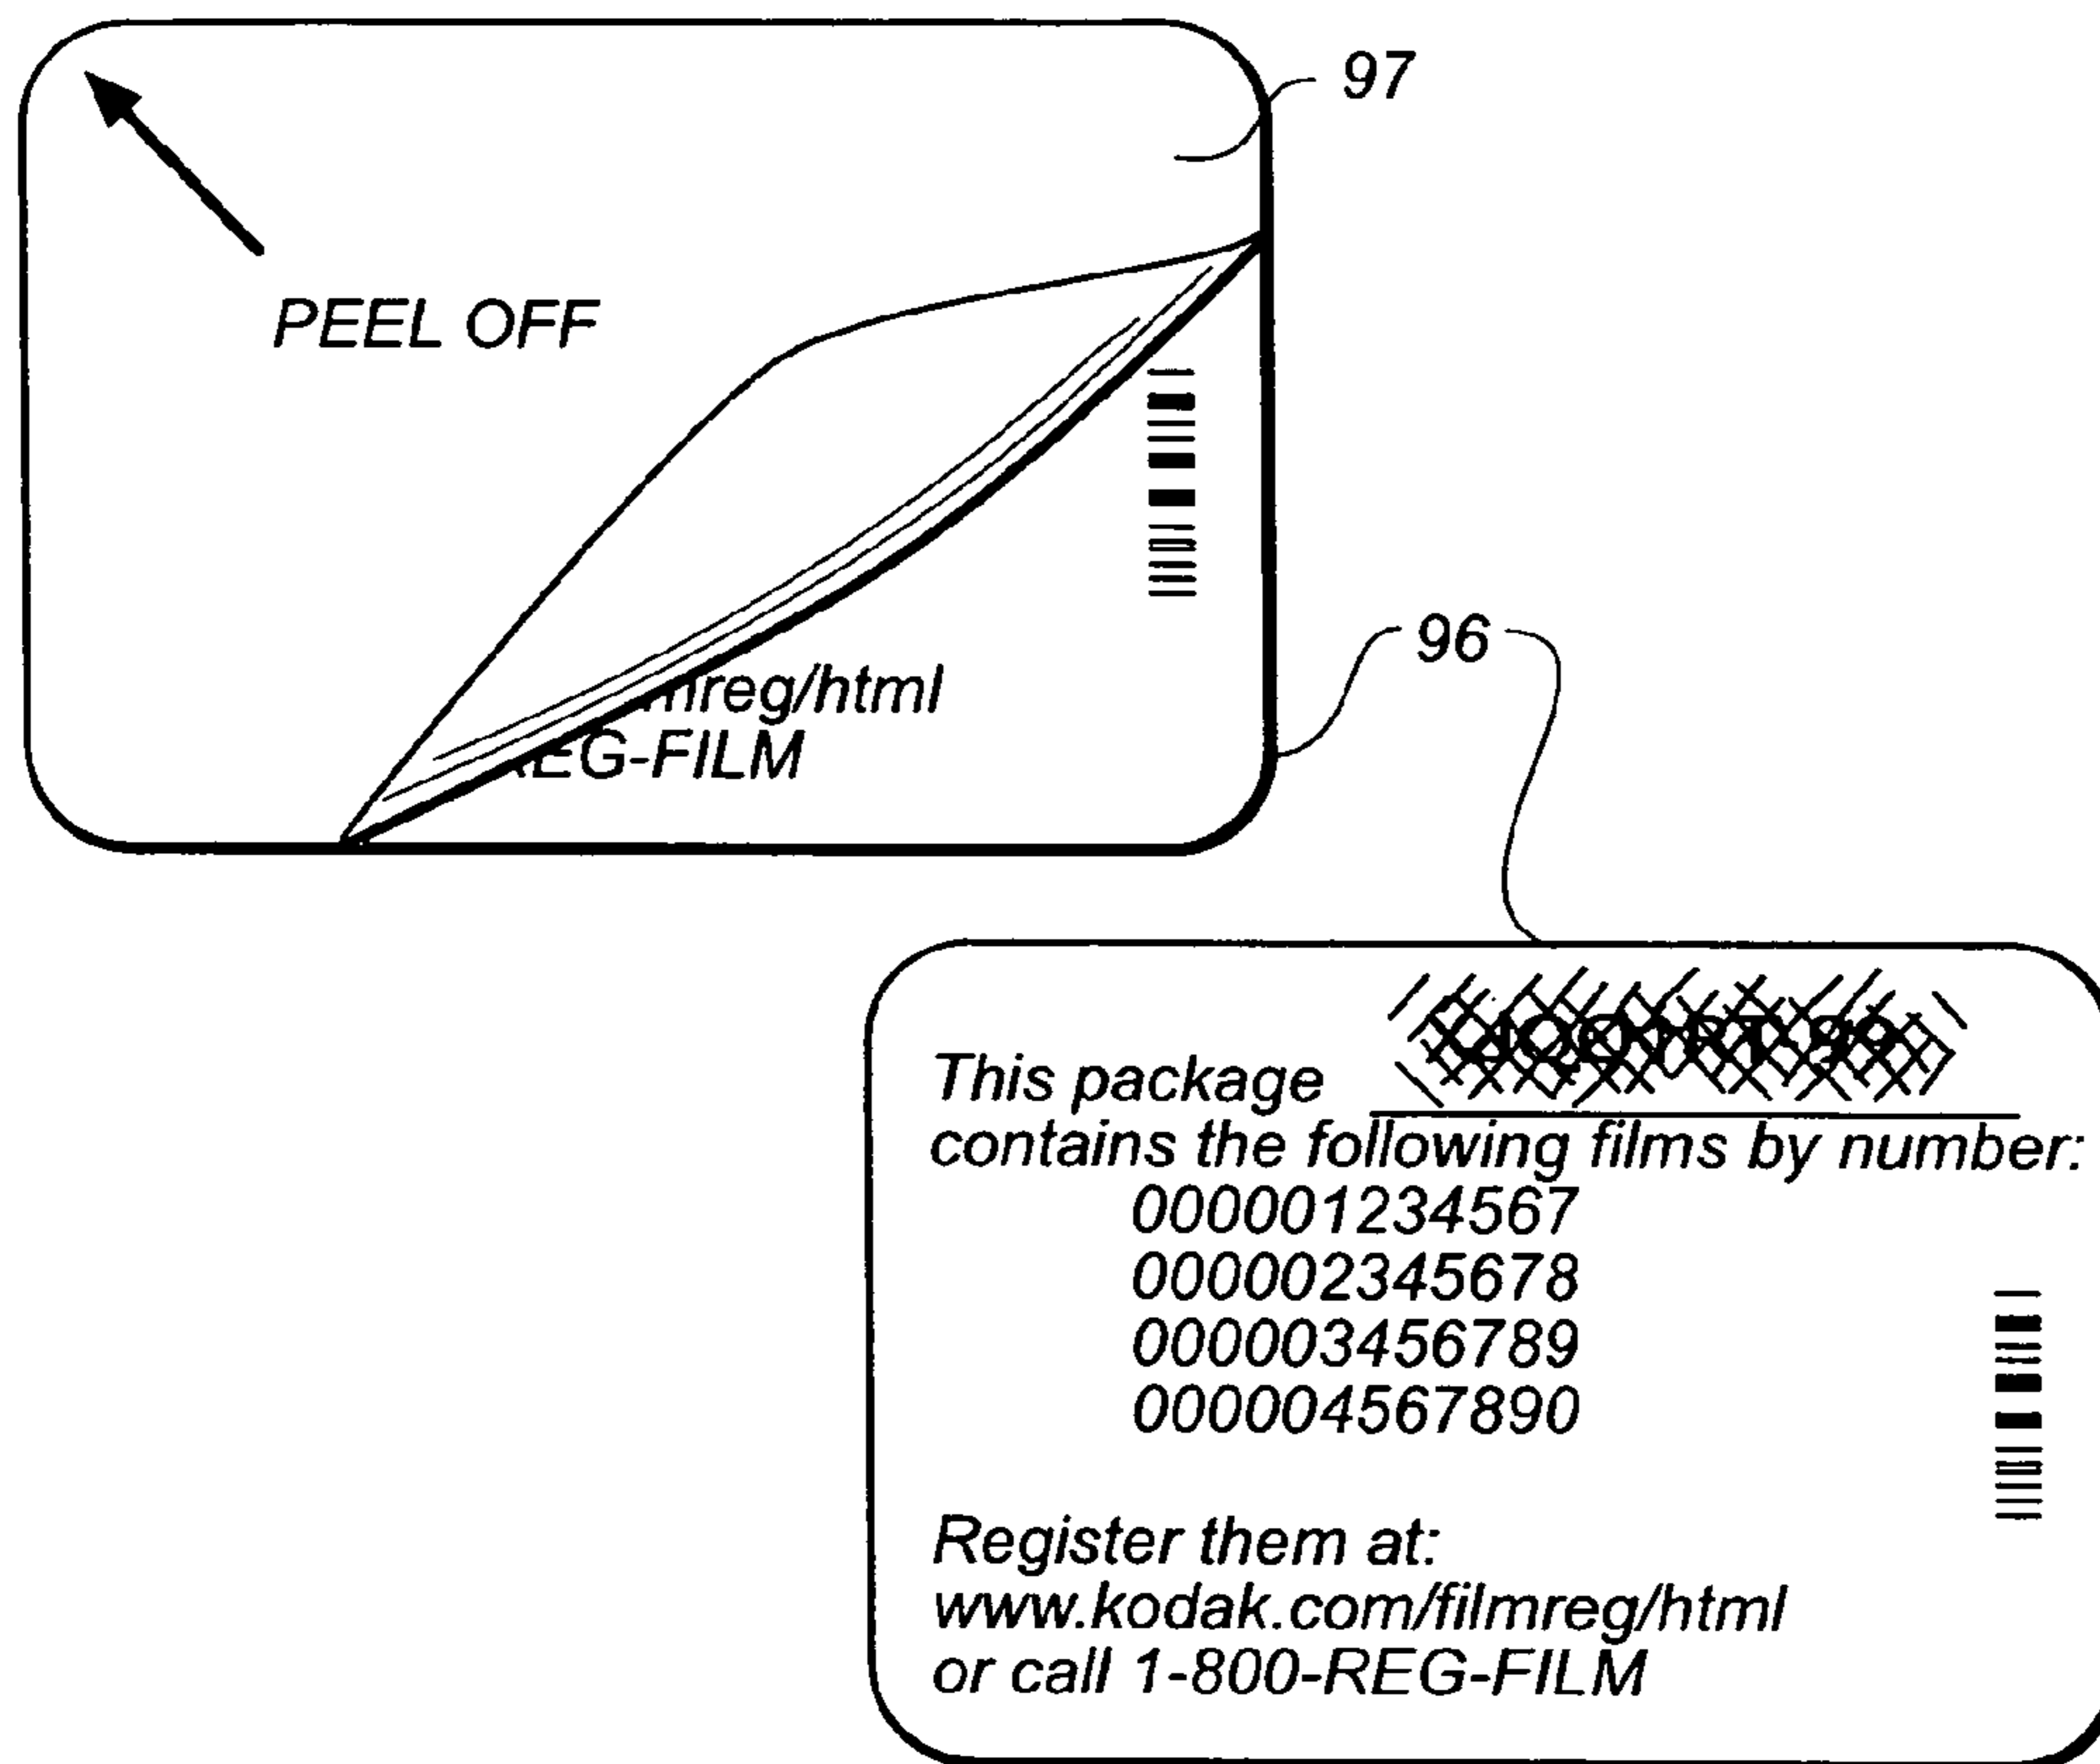 97
PEEL OFF
mreg/html
REG-FILM
96
This package
contains the following films by number:
000001234567
000002345678
000003456789
000004567890
Register them at:
www.kodak.com/filmreg/html
or call 1-800-REG-FILM